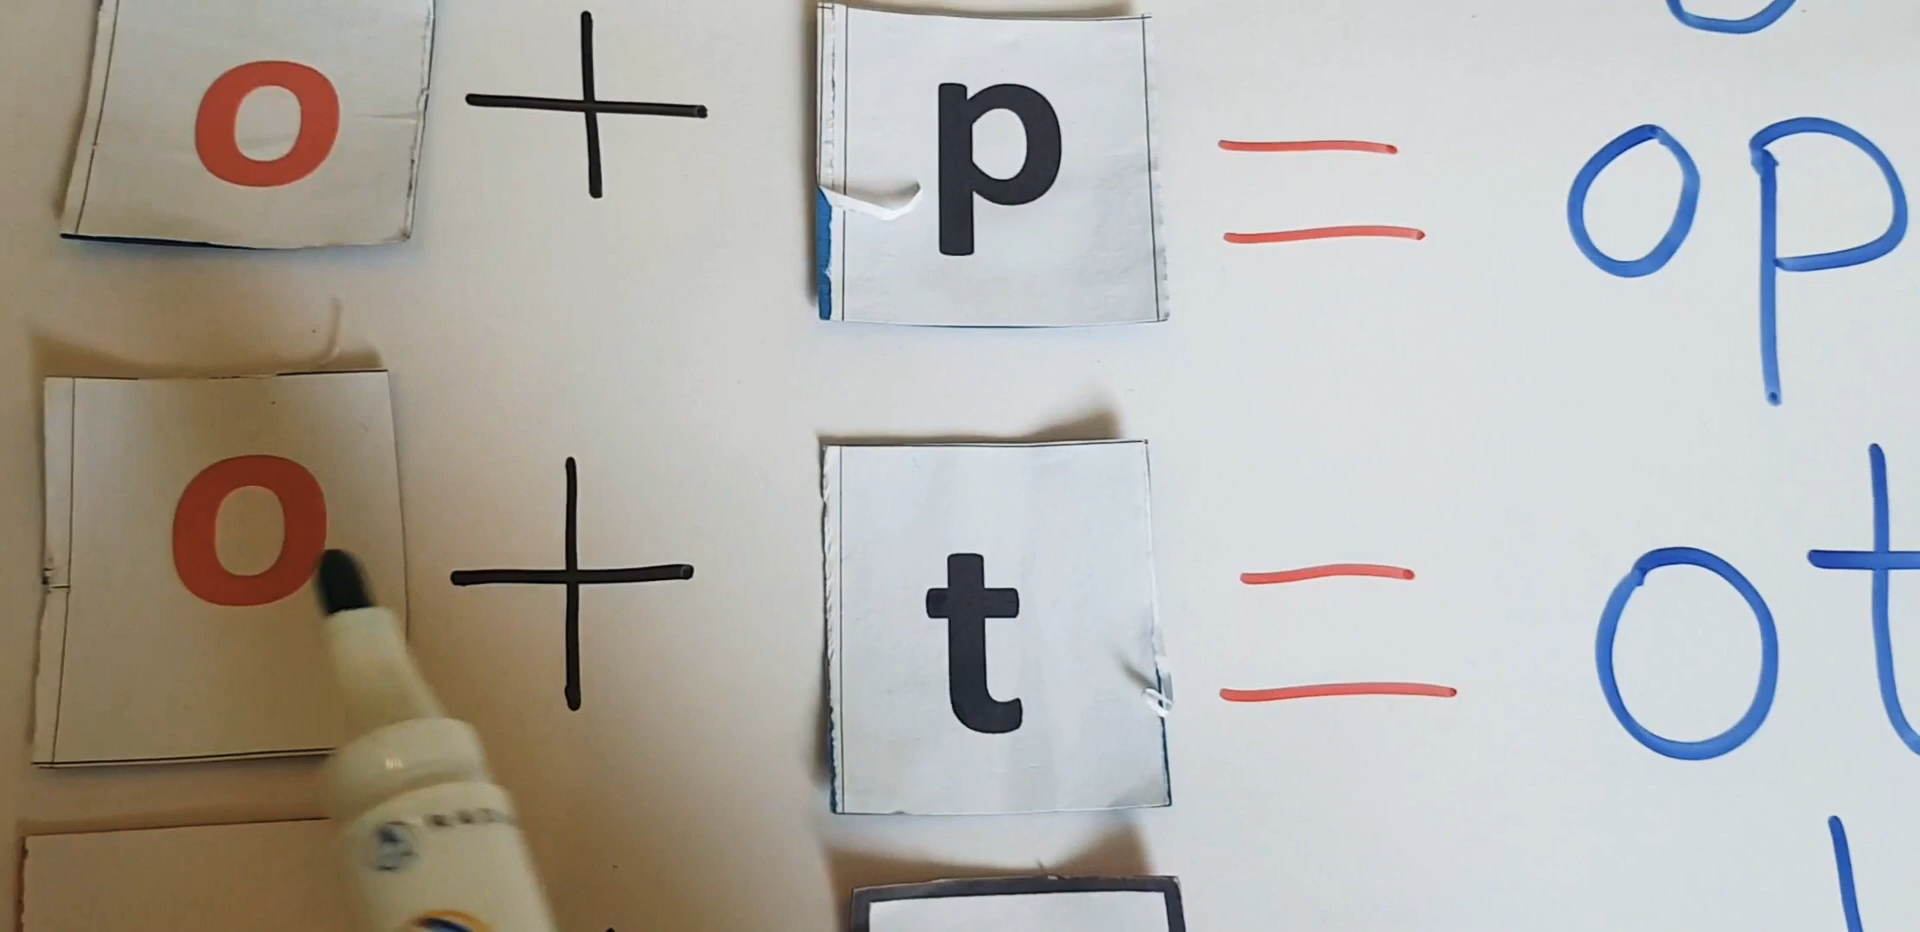 o + p = op
o + t = ot